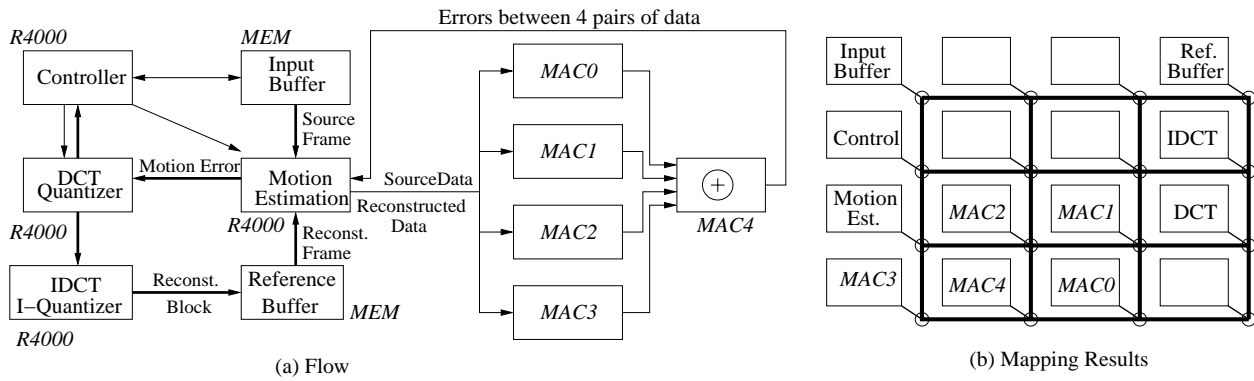 Errors between 4 pairs of data
R4000
Controller
MEM
Input
Buffer
Source
Frame
DCT
Quantizer
R4000
Motion Error
Motion
Estimation
R4000
SourceData
Reconstructed
Data
Reconst.
Frame
IDCT
I-Quantizer
R4000
Reconst.
Block
Reference
Buffer
MEM
MAC0
MAC1
MAC2
MAC3
+
MAC4
(a) Flow
Input
Buffer
Ref.
Buffer
Control
IDCT
Motion
Est.
MAC2
MAC1
DCT
MAC3
MAC4
MAC0
(b) Mapping Results